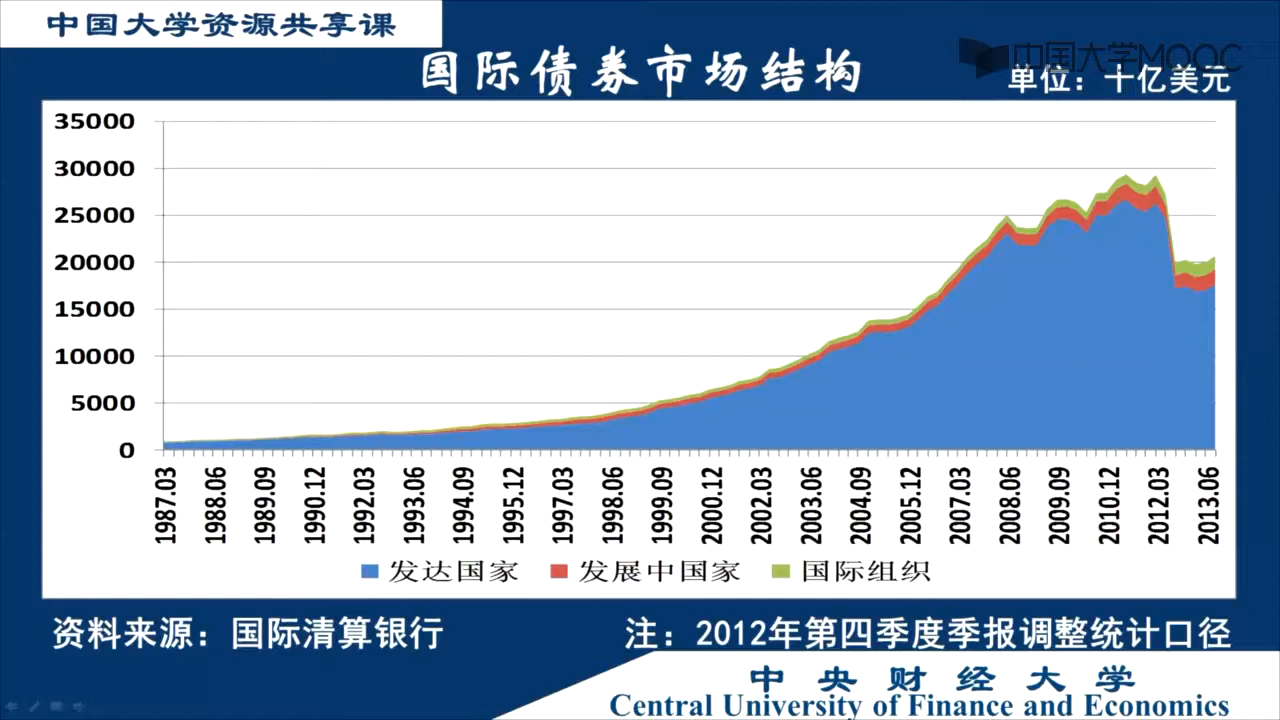 中国大学资源共享课
中国大学MOOC
国际债券市场结构
单位：十亿美元
35000
30000
25000
20000
15000
10000
5000
0
1987.03 1988.06 1989.09 1990.12 1992.03 1993.06 1994.09 1995.12 1997.03 1998.06 1999.09 2000.12 2002.03 2003.06 2004.09 2005.12 2007.03 2008.06 2009.09 2010.12 2012.03 2013.06
发达国家 发展中国家 国际组织
资料来源：国际清算银行 注：2012年第四季度季报调整统计口径
中央财经大学
Central University of Finance and Economics